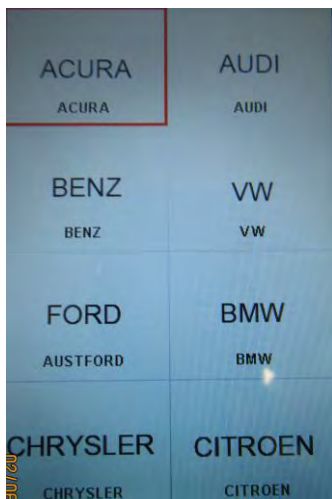 ACURA
ACURA
AUDI
AUDI
BENZ
BENZ
VW
VW
FORD
AUSTFORD
BMW
BMW
CHRYSLER
CHRYSLER
CITROEN
CITROEN